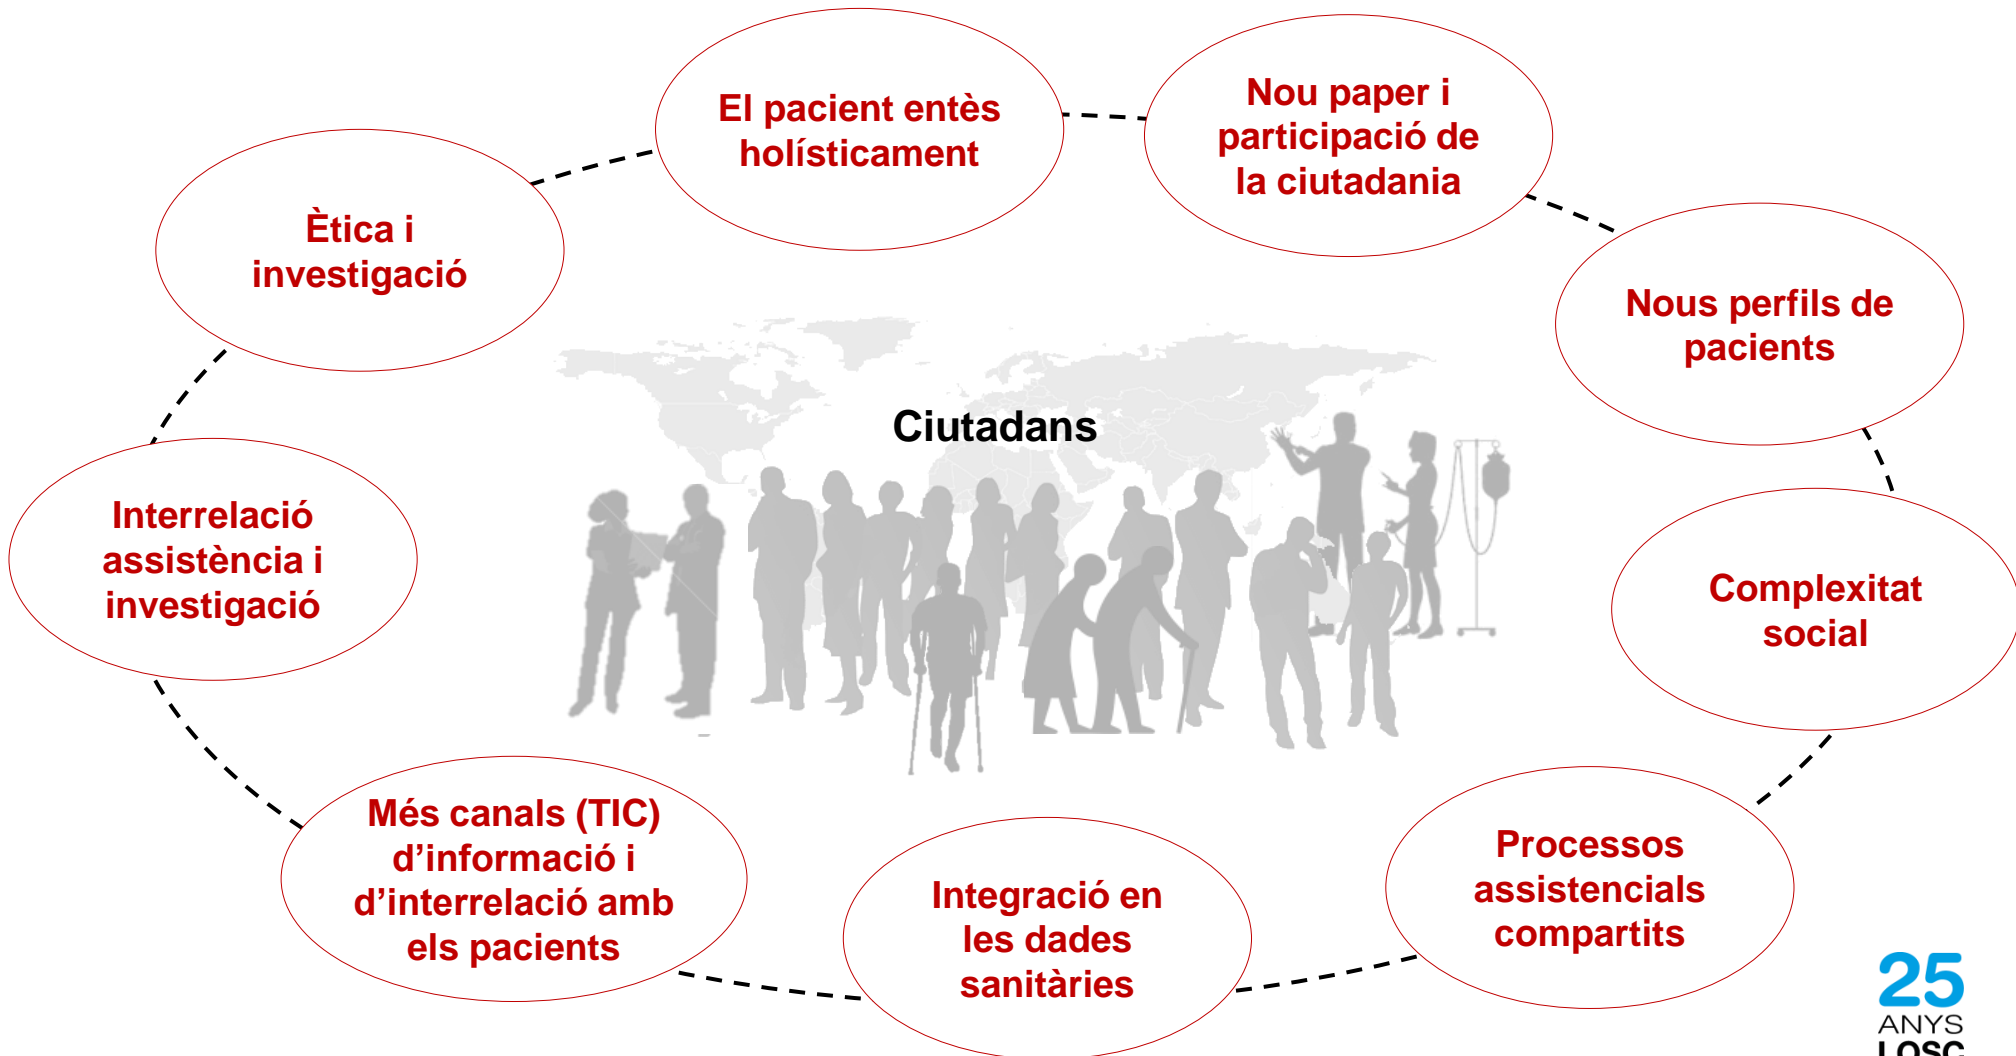 El pacient entès
holísticament
Nou paper i
participació de
la ciutadania
Ètica i
investigació
Nous perfils de
pacients
Ciutadans
Interrelació
assistència i
investigació
Complexitat
social
Més canals (TIC)
d’informació i
d’interrelació amb
els pacients
Integració en
les dades
sanitàries
Processos
assistencials
compartits
25
ANYS
LOSC